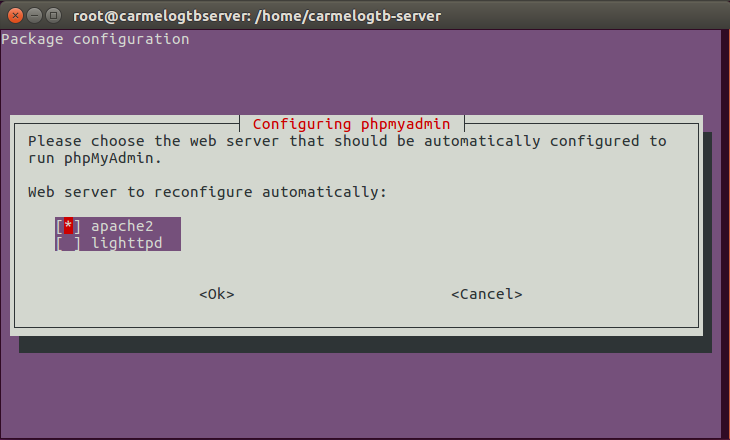 root@carmelogtbserver: /home/carmelogtb-server
Package configuration
Configuring phpmyadmin
Please choose the web server that should be automatically configured to
run phpMyAdmin.
Web server to reconfigure automatically:
[*] apache2
[ ] lighttpd
<Ok> <Cancel>